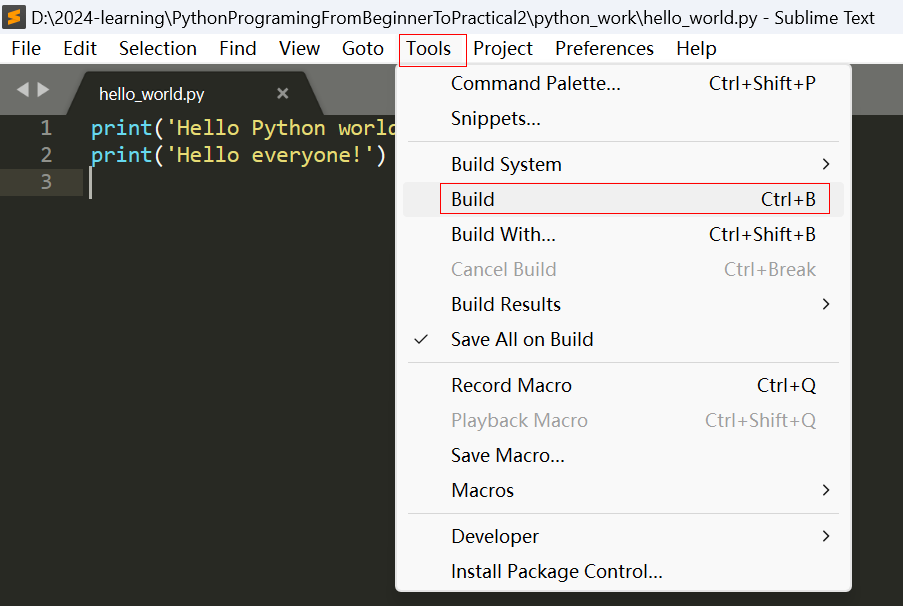 D:\2024-learning\PythonProgramingFromBeginnerToPractical2\python_work\hello_world.py - Sublime Text
File Edit Selection Find View Goto Tools Project Preferences Help
hello_world.py
1 print('Hello Python world
2 print('Hello everyone!')
3
Command Palette... Ctrl+Shift+P
Snippets...
Build System
Build Ctrl+B
Build With... Ctrl+Shift+B
Cancel Build Ctrl+Break
Build Results
Save All on Build
Record Macro Ctrl+Q
Playback Macro Ctrl+Shift+Q
Save Macro...
Macros
Developer
Install Package Control...